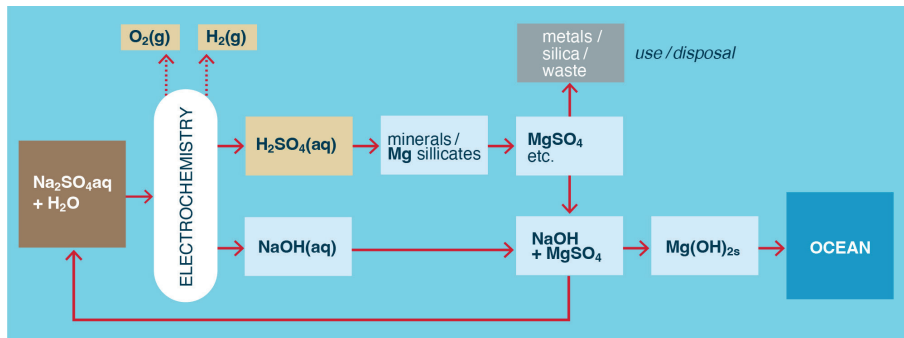 O₂(g)
H₂(g)
metals /
silica /
waste
use / disposal
ELECTROCHEMISTRY
H₂SO₄(aq)
minerals /
Mg sillicates
MgSO₄
etc.
Na₂SO₄aq
+ H₂O
NaOH(aq)
NaOH
+ MgSO₄
Mg(OH)₂s
OCEAN